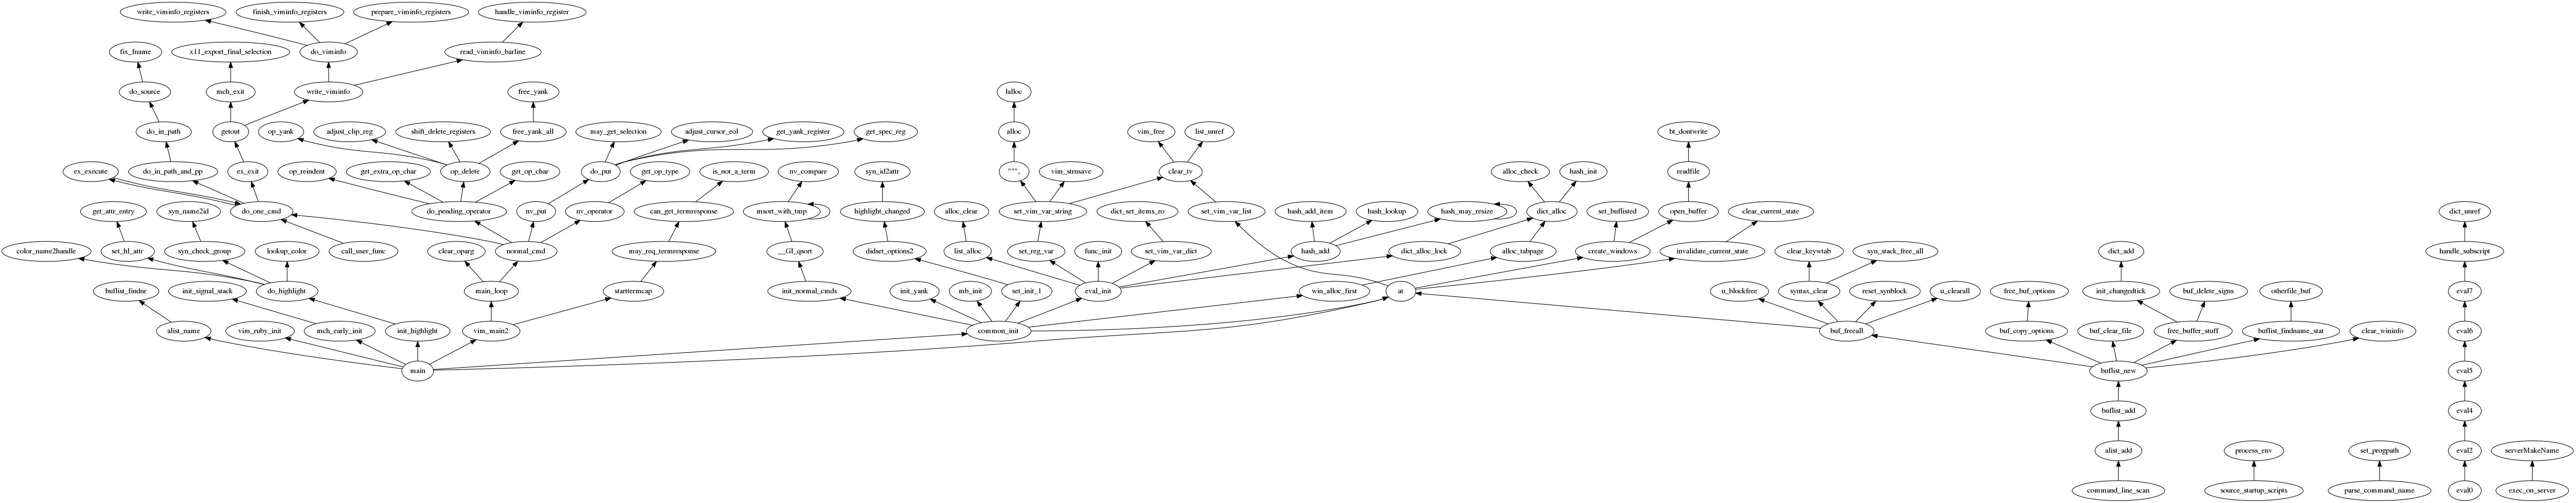 write_viminfo_registers finish_viminfo_registers prepare_viminfo_registers handle_viminfo_register
fix_fname x11_export_final_selection do_viminfo read_viminfo_barline
do_source mch_exit write_viminfo free_yank lalloc
do_in_path getout op_yank adjust_clip_reg shift_delete_registers free_yank_all may_get_selection adjust_cursor_eol get_yank_register get_spec_reg alloc vim_free list_unref bt_dontwrite
ex_execute do_in_path_and_pp ex_exit op_reindent get_extra_op_char op_delete get_op_char do_put get_op_type is_not_a_term nv_compare syn_id2attr vim_strnsave clear_tv alloc_check hash_init readfile
get_attr_entry syn_name2id do_one_cmd do_pending_operator nv_put nv_operator can_get_termresponse msort_with_tmp highlight_changed alloc_clear set_vim_var_string dict_set_items_ro set_vim_var_list hash_add_item hash_lookup hash_may_resize dict_alloc set_buflisted open_buffer clear_current_state dict_unref
color_name2handle set_hl_attr syn_check_group lookup_color call_user_func clear_oparg normal_cmd may_req_termresponse __GI_qsort didset_options2 list_alloc set_reg_var func_init set_vim_var_dict hash_add dict_alloc_lock alloc_tabpage create_windows invalidate_current_state clear_keywtab syn_stack_free_all dict_add handle_subscript
buflist_findnr init_signal_stack do_highlight main_loop starttermcap init_normal_cmds init_yank mb_init set_init_1 eval_init win_alloc_first at u_blockfree syntax_clear reset_synblock u_clearall free_buf_options init_changedtick buf_delete_signs otherfile_buf eval7
alist_name vim_ruby_init mch_early_init init_highlight vim_main2 common_init buf_freeall buf_copy_options buf_clear_file free_buffer_stuff buflist_findname_stat clear_wininfo eval6
main buflist_new eval5
buflist_add eval4
alist_add process_env set_progpath eval2 serverMakeName
command_line_scan source_startup_scripts parse_command_name eval0 exec_on_server